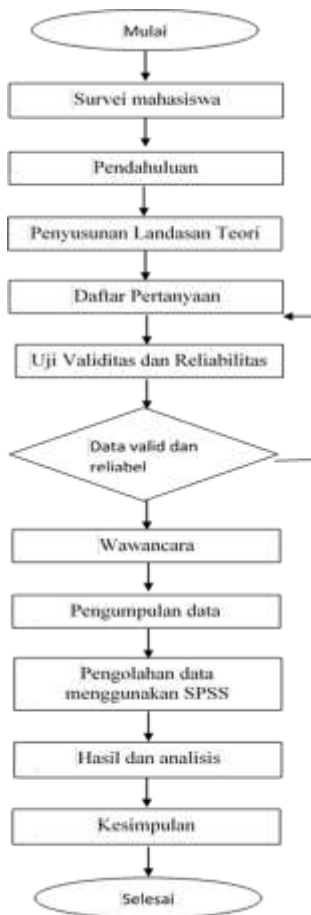 Mulai
Survei mahasiswa
Pendahuluan
Penyusunan Landasan Teori
Daftar Pertanyaan
Uji Validitas dan Reliabilitas
Data valid dan
reliabel
Wawancara
Pengumpulan data
Pengolahan data
menggunakan SPSS
Hasil dan analisis
Kesimpulan
Selesai